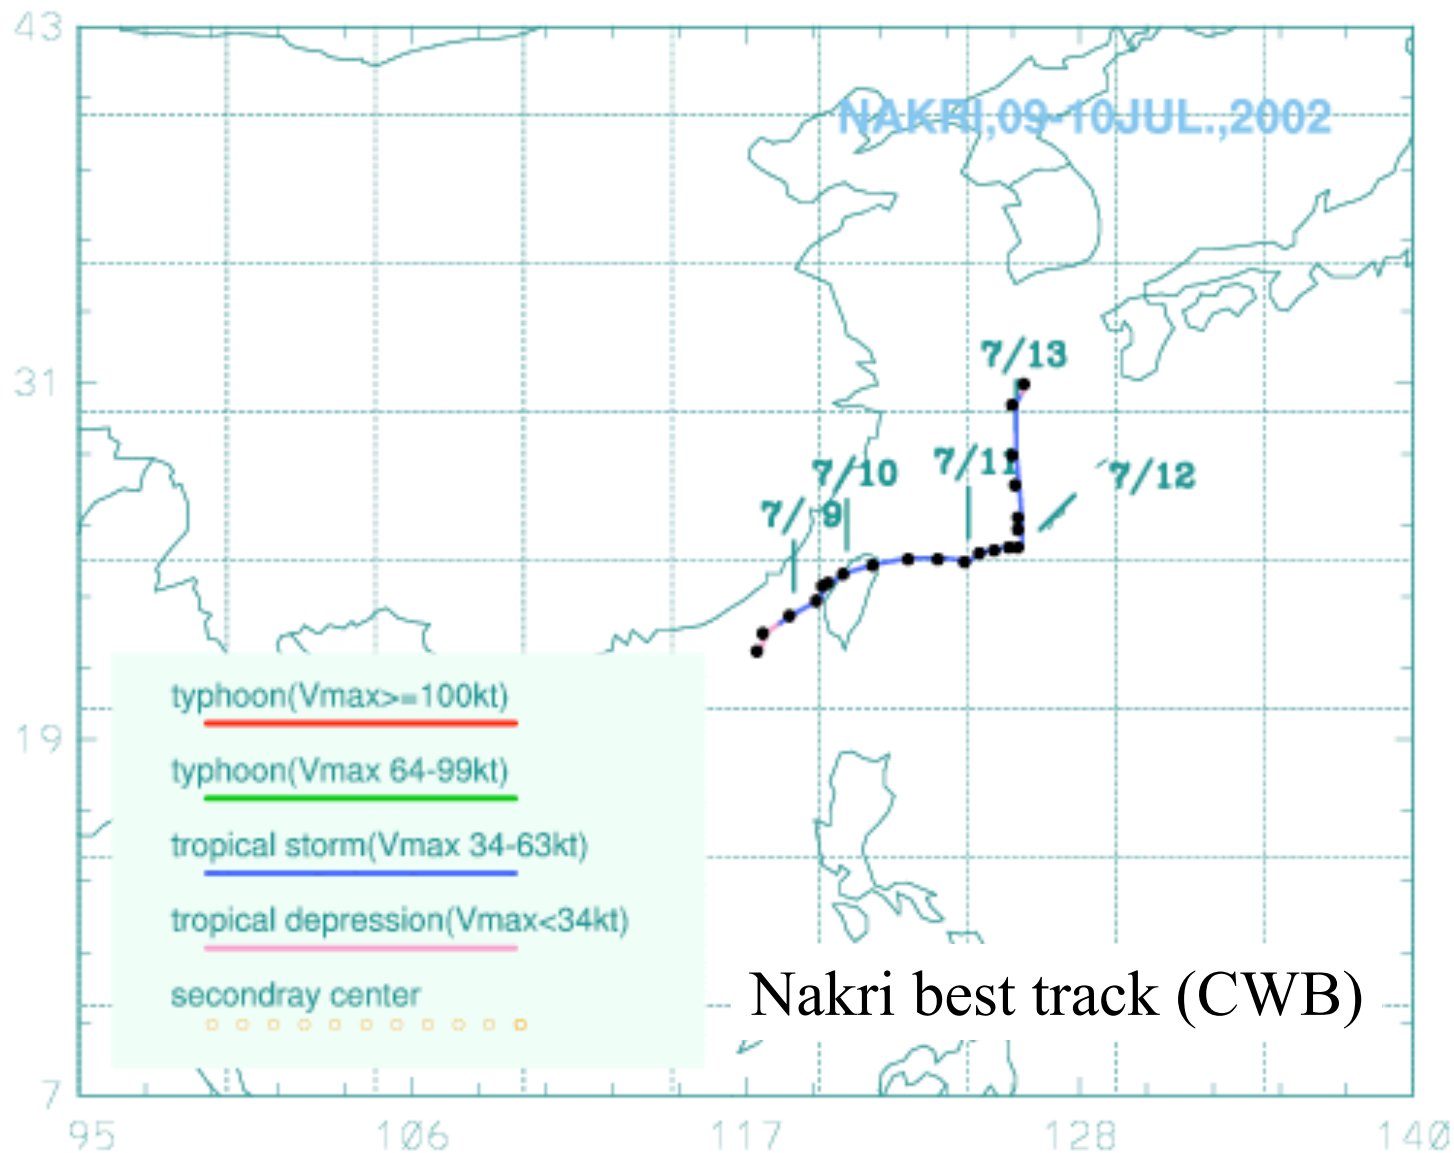 43
NAKRI,09-10JUL.,2002
7/13
31
7/10
7/11
7/12
7/ 9
typhoon(Vmax>=100kt)
19
typhoon(Vmax 64-99kt)
tropical storm(Vmax 34-63kt)
tropical depression(Vmax<34kt)
secondray center
Nakri best track (CWB)
7
95
106
117
128
140